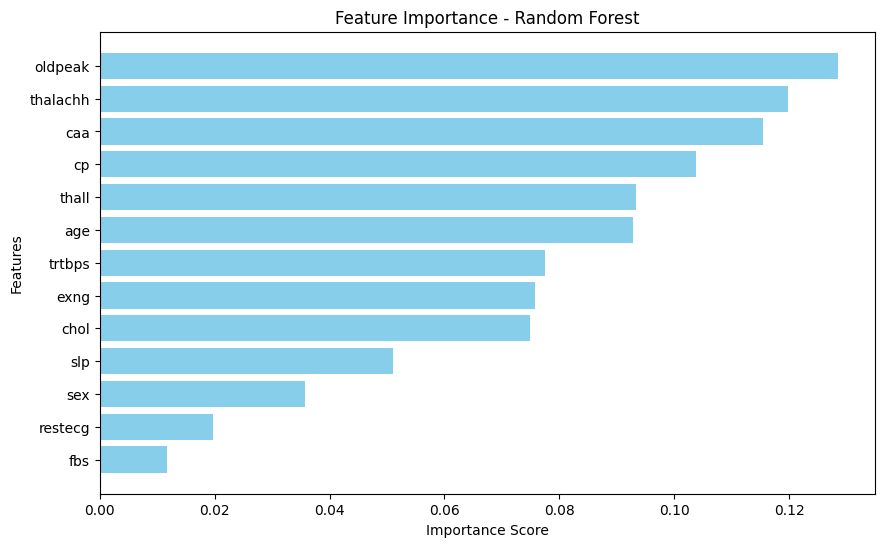 Feature Importance - Random Forest
oldpeak
thalachh
caa
cp
thall
age
trtbps
exng
chol
slp
sex
restecg
fbs
Features
0.00 0.02 0.04 0.06 0.08 0.10 0.12
Importance Score